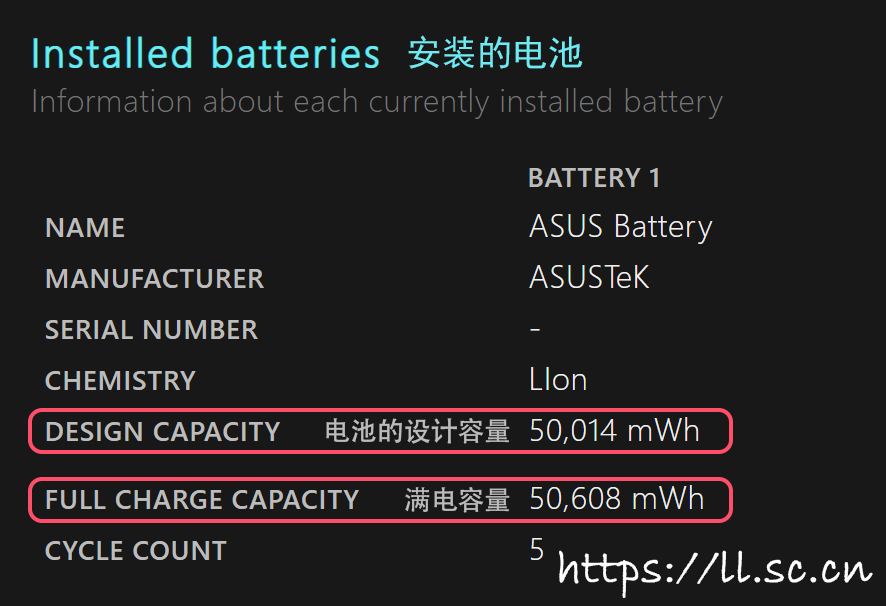 Installed batteries 安装的电池
Information about each currently installed battery
BATTERY 1
NAME ASUS Battery
MANUFACTURER ASUSTeK
SERIAL NUMBER -
CHEMISTRY LIon
DESIGN CAPACITY 电池的设计容量 50,014 mWh
FULL CHARGE CAPACITY 满电容量 50,608 mWh
CYCLE COUNT 5
https://ll.sc.cn